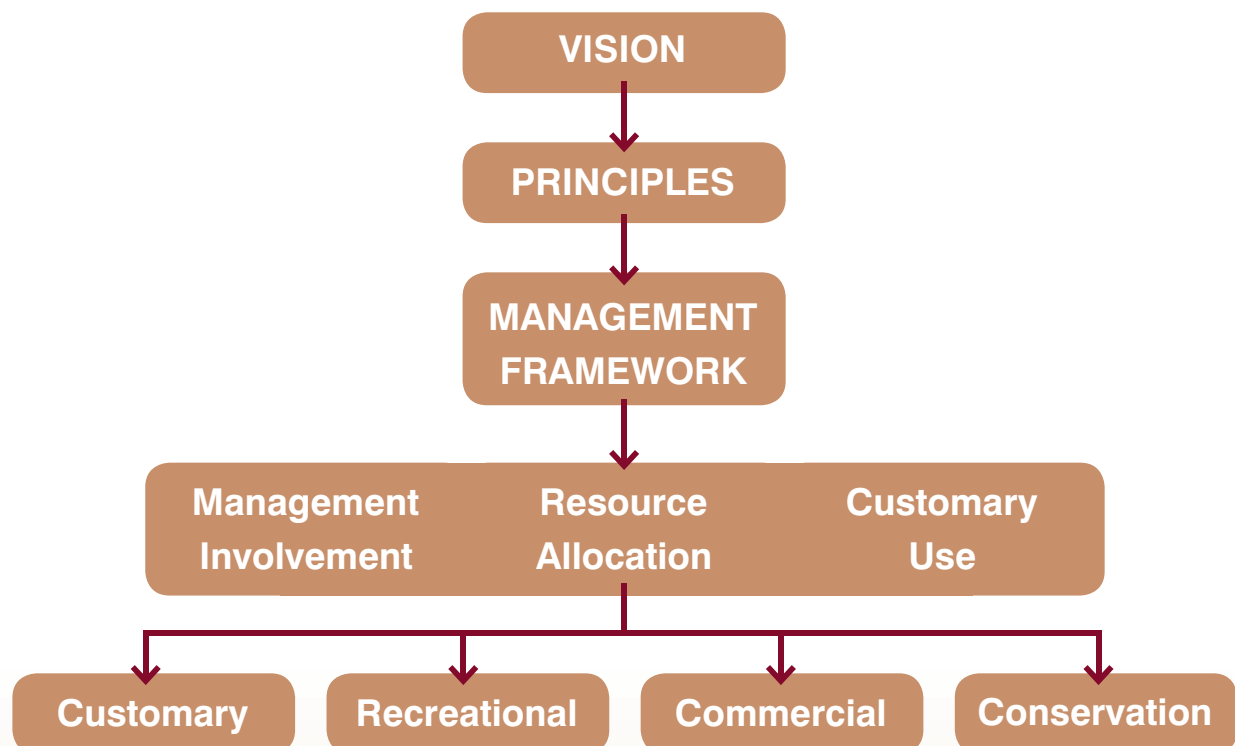 VISION
PRINCIPLES
MANAGEMENT
FRAMEWORK
Management Resource Customary
Involvement Allocation Use
Customary Recreational Commercial Conservation